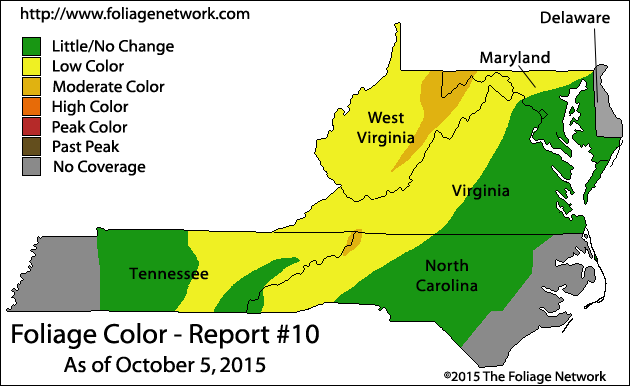 http://www.foliagenetwork.com
Delaware
Little/No Change
Maryland
Low Color
Moderate Color
High Color
West
Virginia
Peak Color
Past Peak
No Coverage
Virginia
Tennessee
North
Carolina
Foliage Color - Report #10
As of October 5, 2015
©2015 The Foliage Network